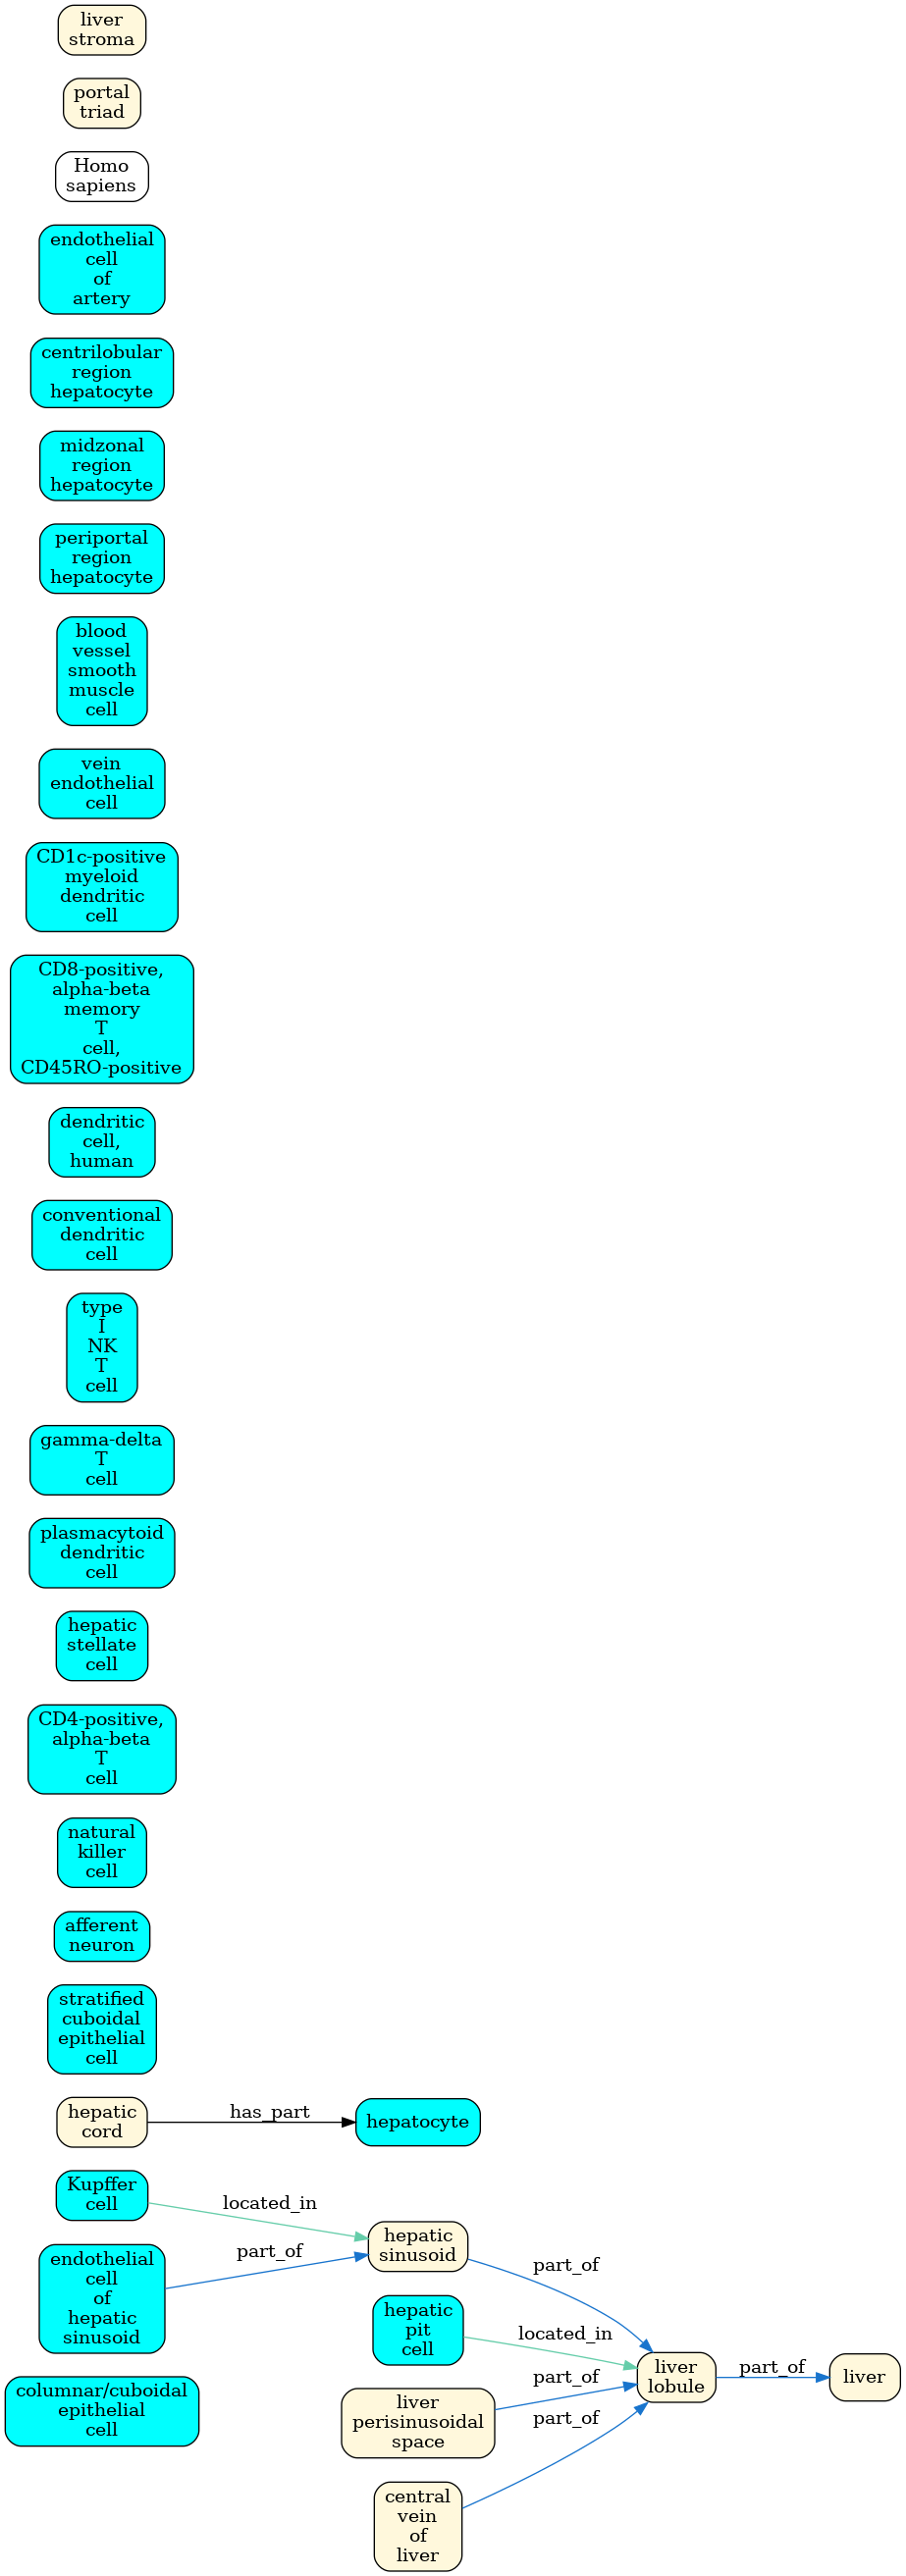 liver
stroma
portal
triad
Homo
sapiens
endothelial
cell
of
artery
centrilobular
region
hepatocyte
midzonal
region
hepatocyte
periportal
region
hepatocyte
blood
vessel
smooth
muscle
cell
vein
endothelial
cell
CD1c-positive
myeloid
dendritic
cell
CD8-positive,
alpha-beta
memory
T
cell,
CD45RO-positive
dendritic
cell,
human
conventional
dendritic
cell
type
I
NK
T
cell
gamma-delta
T
cell
plasmacytoid
dendritic
cell
hepatic
stellate
cell
CD4-positive,
alpha-beta
T
cell
natural
killer
cell
afferent
neuron
stratified
cuboidal
epithelial
cell
hepatic
cord
has_part
hepatocyte
Kupffer
cell
located_in
endothelial
cell
of
hepatic
sinusoid
part_of
hepatic
sinusoid
part_of
hepatic
pit
cell
located_in
liver
perisinusoidal
space
part_of
central
vein
of
liver
part_of
liver
lobule
part_of
liver
columnar/cuboidal
epithelial
cell